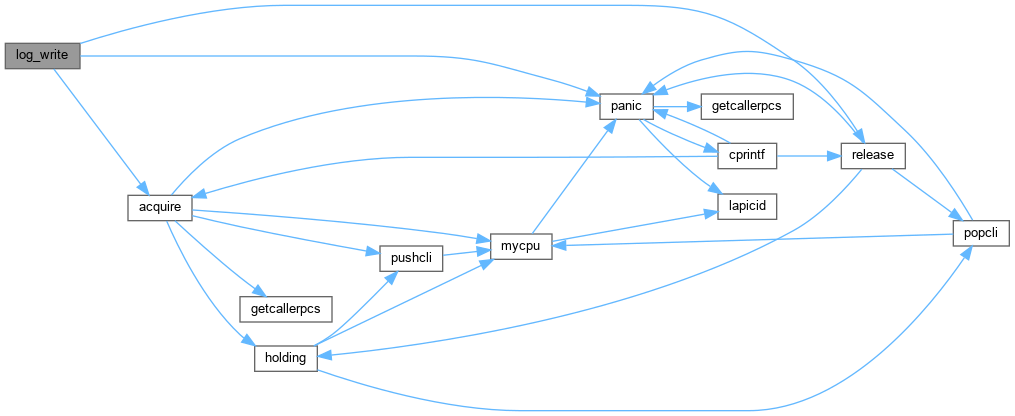 log_write
panic
getcallerpcs
cprintf
release
lapicid
acquire
popcli
mycpu
pushcli
getcallerpcs
holding